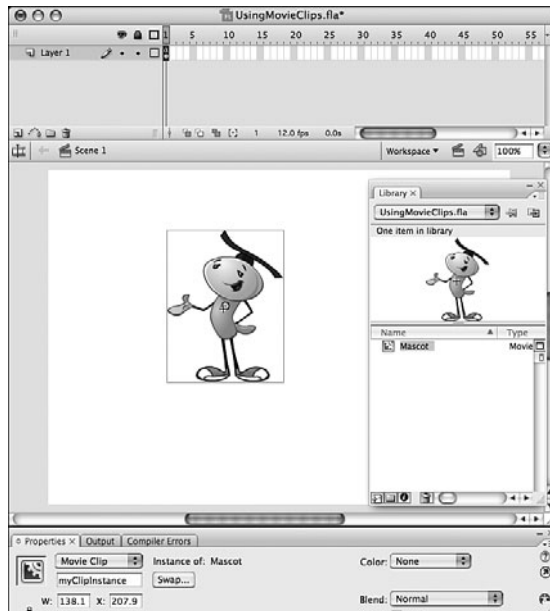 UsingMovieClips.fla*
1 5 10 15 20 25 30 35 40 45 50 55
Layer 1
1 12.0 fps 0.0s
Scene 1 Workspace 100%
Library ×
UsingMovieClips.fla
One item in library
Name Type
Mascot Movie
Properties × Output Compiler Errors
Movie Clip Instance of: Mascot Color: None
myClipInstance Swap...
W: 138.1 X: 207.9 Blend: Normal